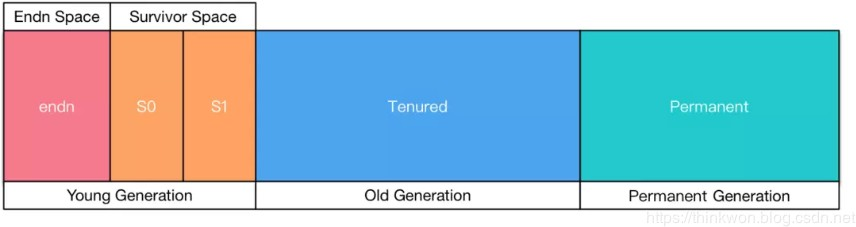 Endn Space Survivor Space
endn S0 S1 Tenured Permanent
Young Generation Old Generation Permanent Generation
https://thinkwon.blog.csdn.net